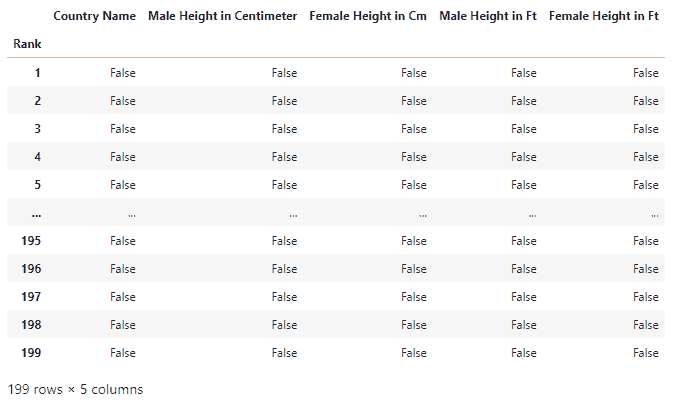 Country Name Male Height in Centimeter Female Height in Cm Male Height in Ft Female Height in Ft
Rank
1 False False False False False
2 False False False False False
3 False False False False False
4 False False False False False
5 False False False False False
... ... ... ... ... ...
195 False False False False False
196 False False False False False
197 False False False False False
198 False False False False False
199 False False False False False
199 rows × 5 columns